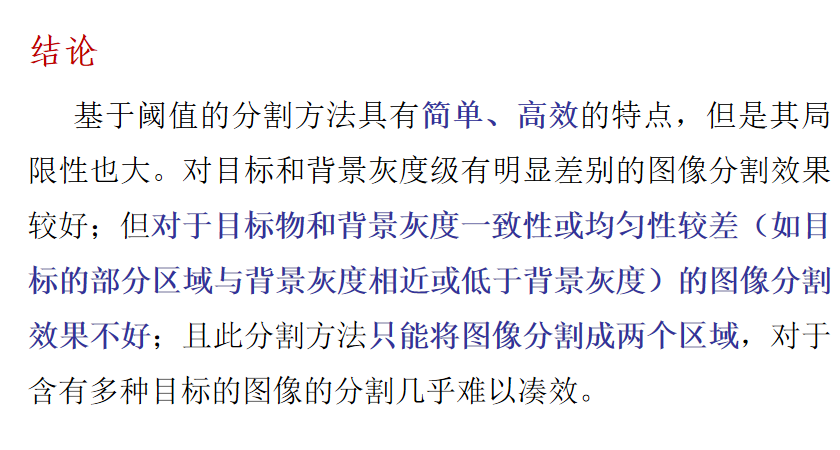 结论
基于阈值的分割方法具有简单、高效的特点，但是其局
限性也大。对目标和背景灰度级有明显差别的图像分割效果
较好；但对于目标物和背景灰度一致性或均匀性较差（如目
标的部分区域与背景灰度相近或低于背景灰度）的图像分割
效果不好；且此分割方法只能将图像分割成两个区域，对于
含有多种目标的图像的分割几乎难以凑效。